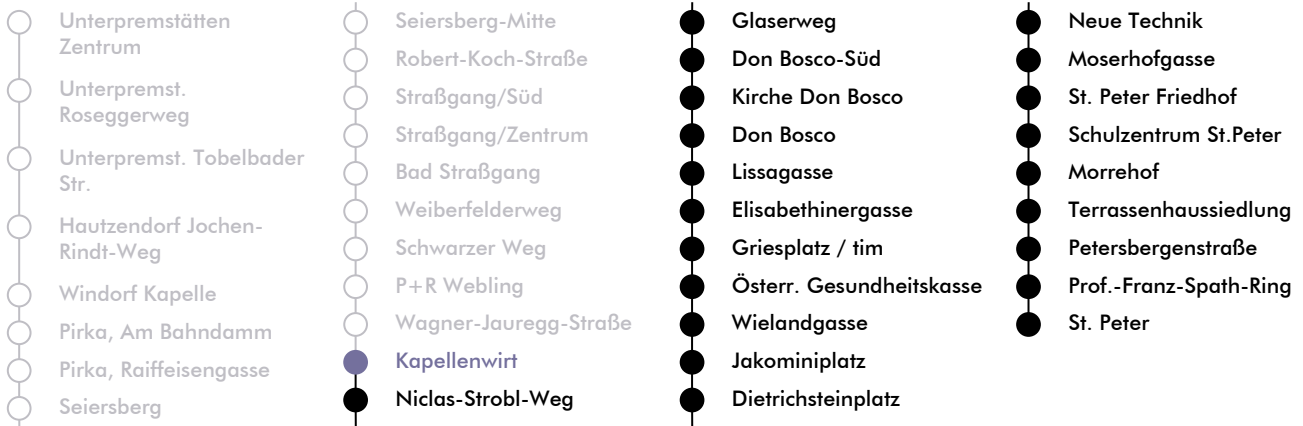 Unterpremstätten
Zentrum
Unterpremst.
Roseggerweg
Unterpremst. Tobelbader
Str.
Hautzendorf Jochen-
Rindt-Weg
Windorf Kapelle
Pirka, Am Bahndamm
Pirka, Raiffeisengasse
Seiersberg
Seiersberg-Mitte
Robert-Koch-Straße
Straßgang/Süd
Straßgang/Zentrum
Bad Straßgang
Weiberfelderweg
Schwarzer Weg
P+R Webling
Wagner-Jauregg-Straße
Kapellenwirt
Niclas-Strobl-Weg
Glaserweg
Don Bosco-Süd
Kirche Don Bosco
Don Bosco
Lissagasse
Elisabethinergasse
Griesplatz / tim
Österr. Gesundheitskasse
Wielandgasse
Jakominiplatz
Dietrichsteinplatz
Neue Technik
Moserhofgasse
St. Peter Friedhof
Schulzentrum St.Peter
Morrehof
Terrassenhaussiedlung
Petersbergenstraße
Prof.-Franz-Spath-Ring
St. Peter